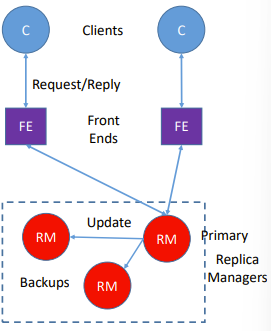 C Clients C
Request/Reply
FE Front Ends FE
Update
RM RM Primary
Replica Managers
Backups RM